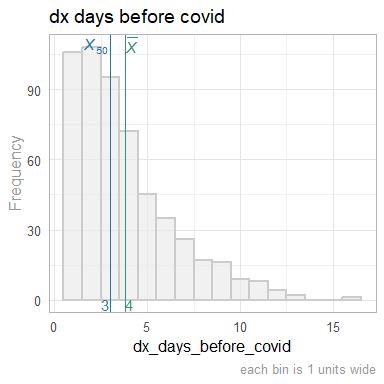 dx days before covid
X50 X̅
90
60
30
0
3 4
0 5 10 15
Frequency
dx_days_before_covid
each bin is 1 units wide